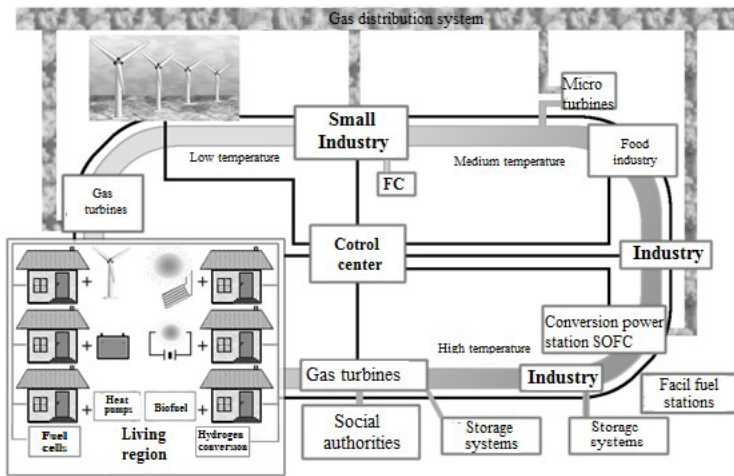 Gas distribution system
Micro
turbines
Small
Industry
Food
industry
Low temperature
Medium temperature
FC
Gas
turbines
Cotrol
center
Industry
Conversion power
station SOFC
High temperature
Gas turbines
Industry
Facil fuel
stations
Social
authorities
Storage
systems
Storage
systems
+
+
+
+
+
Heat
pumps
Biofuel
+
Fuel
cells
Living
region
Hydrogen
conversion